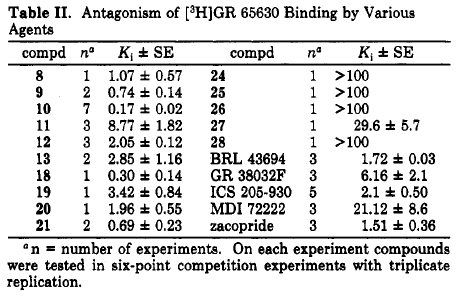 Table II. Antagonism of [³H]GR 65630 Binding by Various
Agents
compd nᵃ Kᵢ ± SE compd nᵃ Kᵢ ± SE
8 1 1.07 ± 0.57 24 1 >100
9 2 0.74 ± 0.14 25 1 >100
10 7 0.17 ± 0.02 26 1 >100
11 3 8.77 ± 1.82 27 1 29.6 ± 5.7
12 3 2.05 ± 0.12 28 1 >100
13 2 2.85 ± 1.16 BRL 43694 3 1.72 ± 0.03
18 1 0.30 ± 0.14 GR 38032F 3 6.16 ± 2.1
19 1 3.42 ± 0.84 ICS 205-930 5 2.1 ± 0.50
20 1 1.96 ± 0.55 MDI 72222 3 21.12 ± 8.6
21 2 0.69 ± 0.23 zacopride 3 1.51 ± 0.36
ᵃ n = number of experiments. On each experiment compounds
were tested in six-point competition experiments with triplicate
replication.